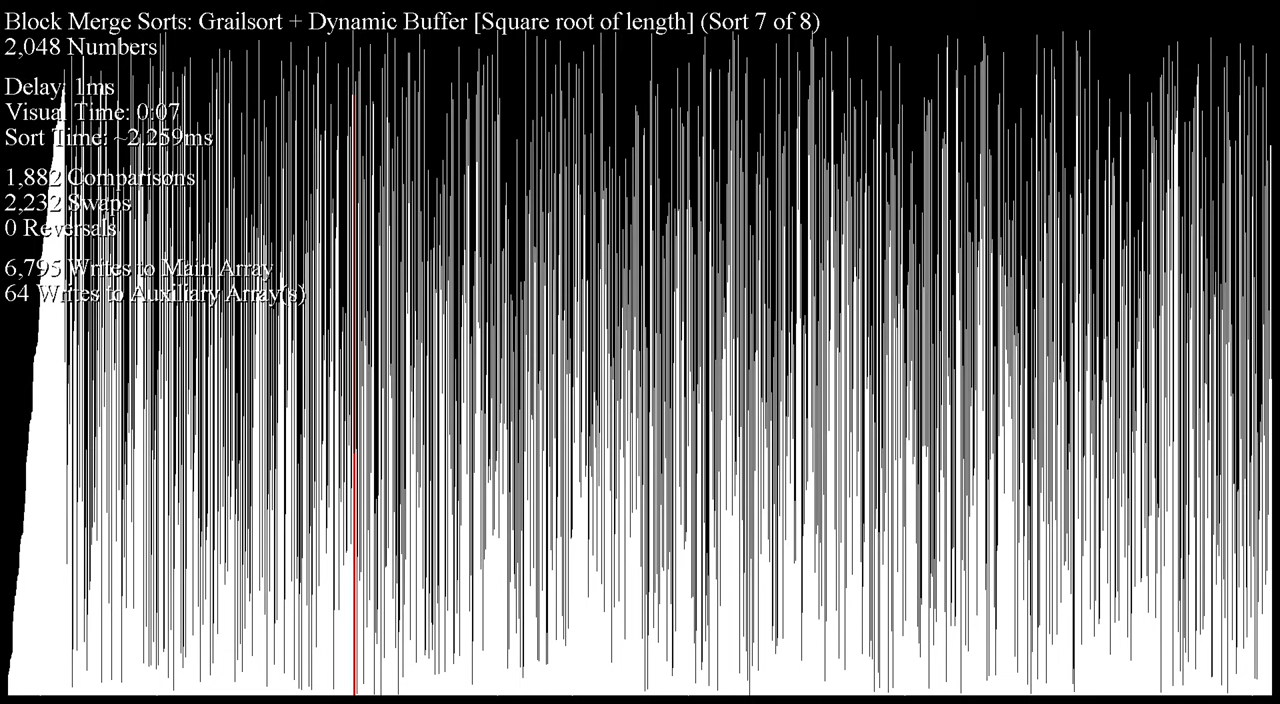 Block Merge Sorts: Grailsort + Dynamic Buffer [Square root of length] (Sort 7 of 8)
2,048 Numbers
Delay: 1ms
Visual Time: 0:07
Sort Time: ~2.259ms
1,882 Comparisons
2,232 Swaps
0 Reversals
6,795 Writes to Main Array
64 Writes to Auxiliary Array(s)